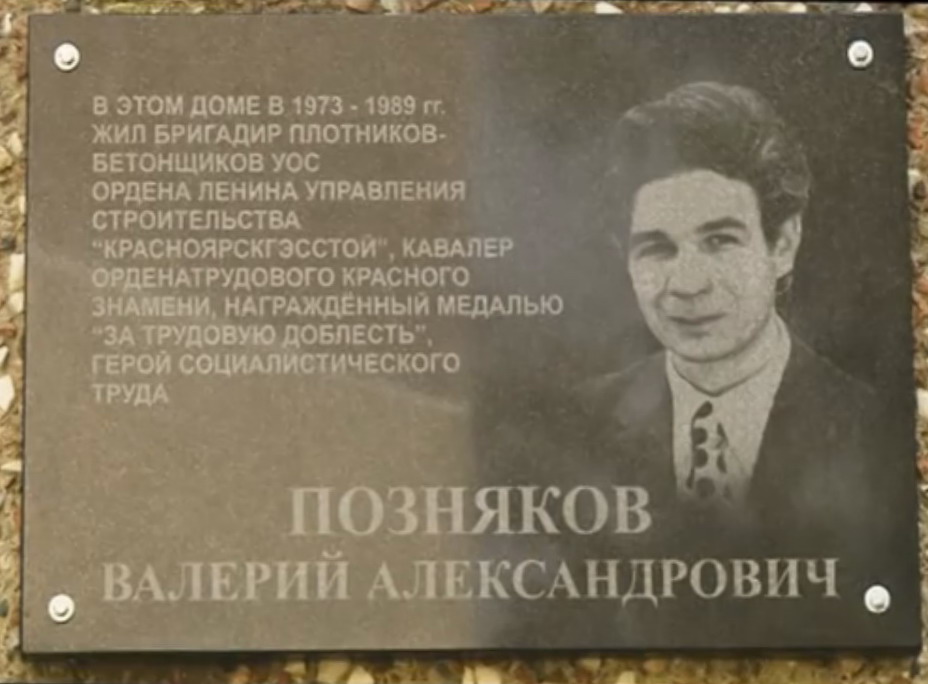 В ЭТОМ ДОМЕ В 1973 - 1989 гг.
ЖИЛ БРИГАДИР ПЛОТНИКОВ-
БЕТОНЩИКОВ УОС
ОРДЕНА ЛЕНИНА УПРАВЛЕНИЯ
СТРОИТЕЛЬСТВА
"КРАСНОЯРСКГЭССТОЙ", КАВАЛЕР
ОРДЕНАТРУДОВОГО КРАСНОГО
ЗНАМЕНИ, НАГРАЖДЁННЫЙ МЕДАЛЬЮ
"ЗА ТРУДОВУЮ ДОБЛЕСТЬ",
ГЕРОЙ СОЦИАЛИСТИЧЕСКОГО
ТРУДА
ПОЗНЯКОВ
ВАЛЕРИЙ АЛЕКСАНДРОВИЧ